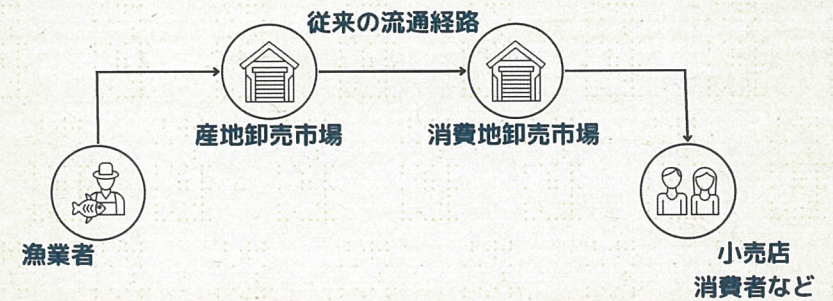 従来の流通経路
産地卸売市場
消費地卸売市場
漁業者
小売店
消費者など